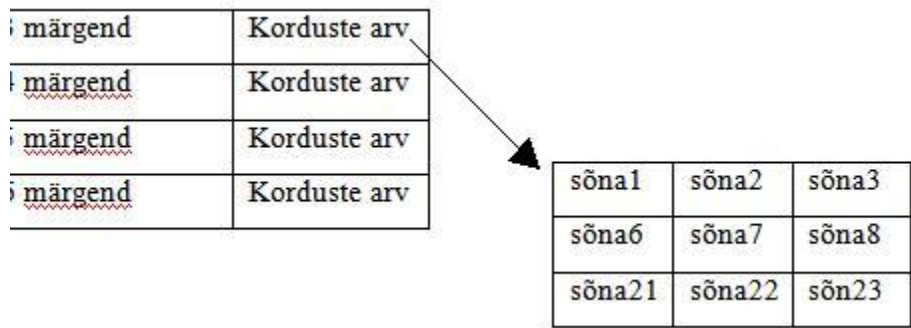 märgend Korduste arv
märgend Korduste arv
märgend Korduste arv
märgend Korduste arv
sõna1 sõna2 sõna3
sõna6 sõna7 sõna8
sõna21 sõna22 sõn23